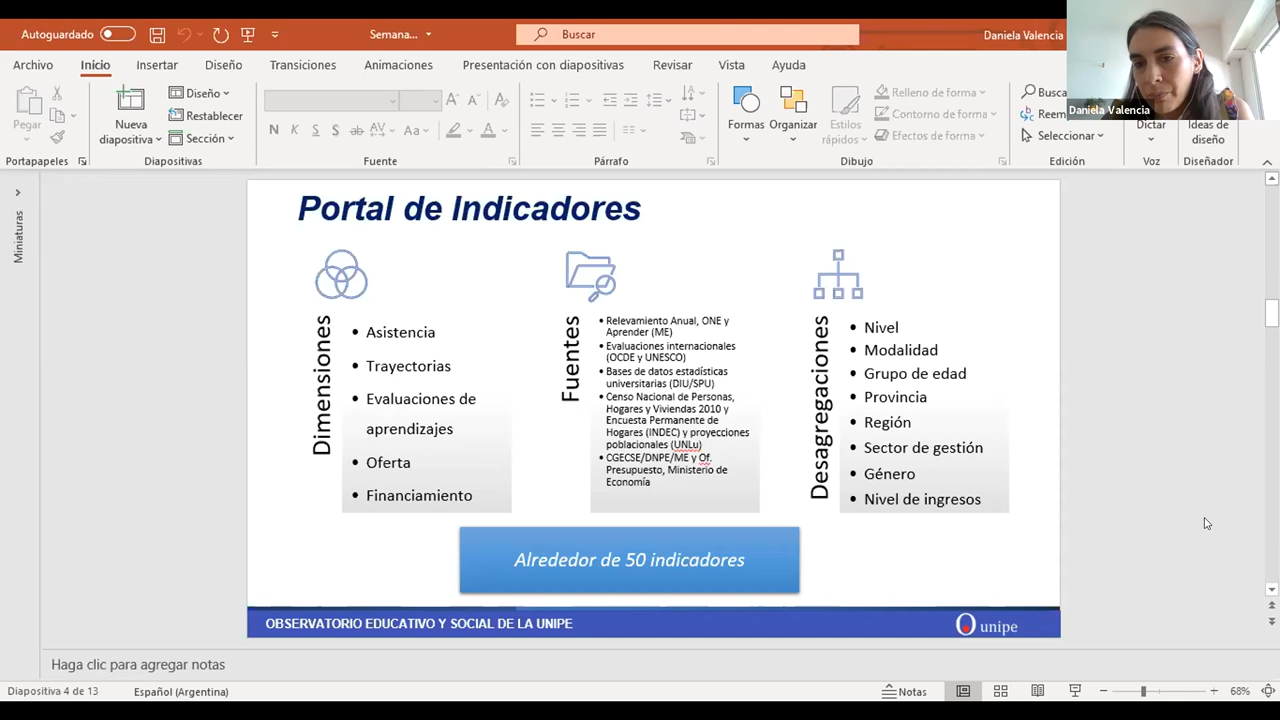 Autoguardado
Semana...
Buscar
Daniela Valencia
Archivo
Inicio
Insertar
Diseño
Transiciones
Animaciones
Presentación con diapositivas
Revisar
Vista
Ayuda
Daniela Valencia
Pegar
Portapapeles
Nueva
diapositiva
Diseño
Restablecer
Sección
Diapositivas
N
S
S
ab
AV
Aa
A
Fuente
Párrafo
Formas
Organizar
Estilos
rápidos
Relleno de forma
Contorno de forma
Efectos de forma
Dibujo
Busca
Reem
Seleccionar
Edición
Dictar
Voz
Ideas de
diseño
Diseñador
Miniaturas
Portal de Indicadores
Dimensiones
• Asistencia
• Trayectorias
• Evaluaciones de
aprendizajes
• Oferta
• Financiamiento
Fuentes
• Relevamiento Anual, ONE y
Aprender (ME)
• Evaluaciones internacionales
(OCDE y UNESCO)
• Bases de datos estadísticas
universitarias (DIU/SPU)
• Censo Nacional de Personas,
Hogares y Viviendas 2010 y
Encuesta Permanente de
Hogares (INDEC) y proyecciones
poblacionales (UNLu)
• CGECSE/DNPE/ME y Of.
Presupuesto, Ministerio de
Economía
Desagregaciones
• Nivel
• Modalidad
• Grupo de edad
• Provincia
• Región
• Sector de gestión
• Género
• Nivel de ingresos
Alrededor de 50 indicadores
OBSERVATORIO EDUCATIVO Y SOCIAL DE LA UNIPE
unipe
Haga clic para agregar notas
Diapositiva 4 de 13
Español (Argentina)
Notas
68%